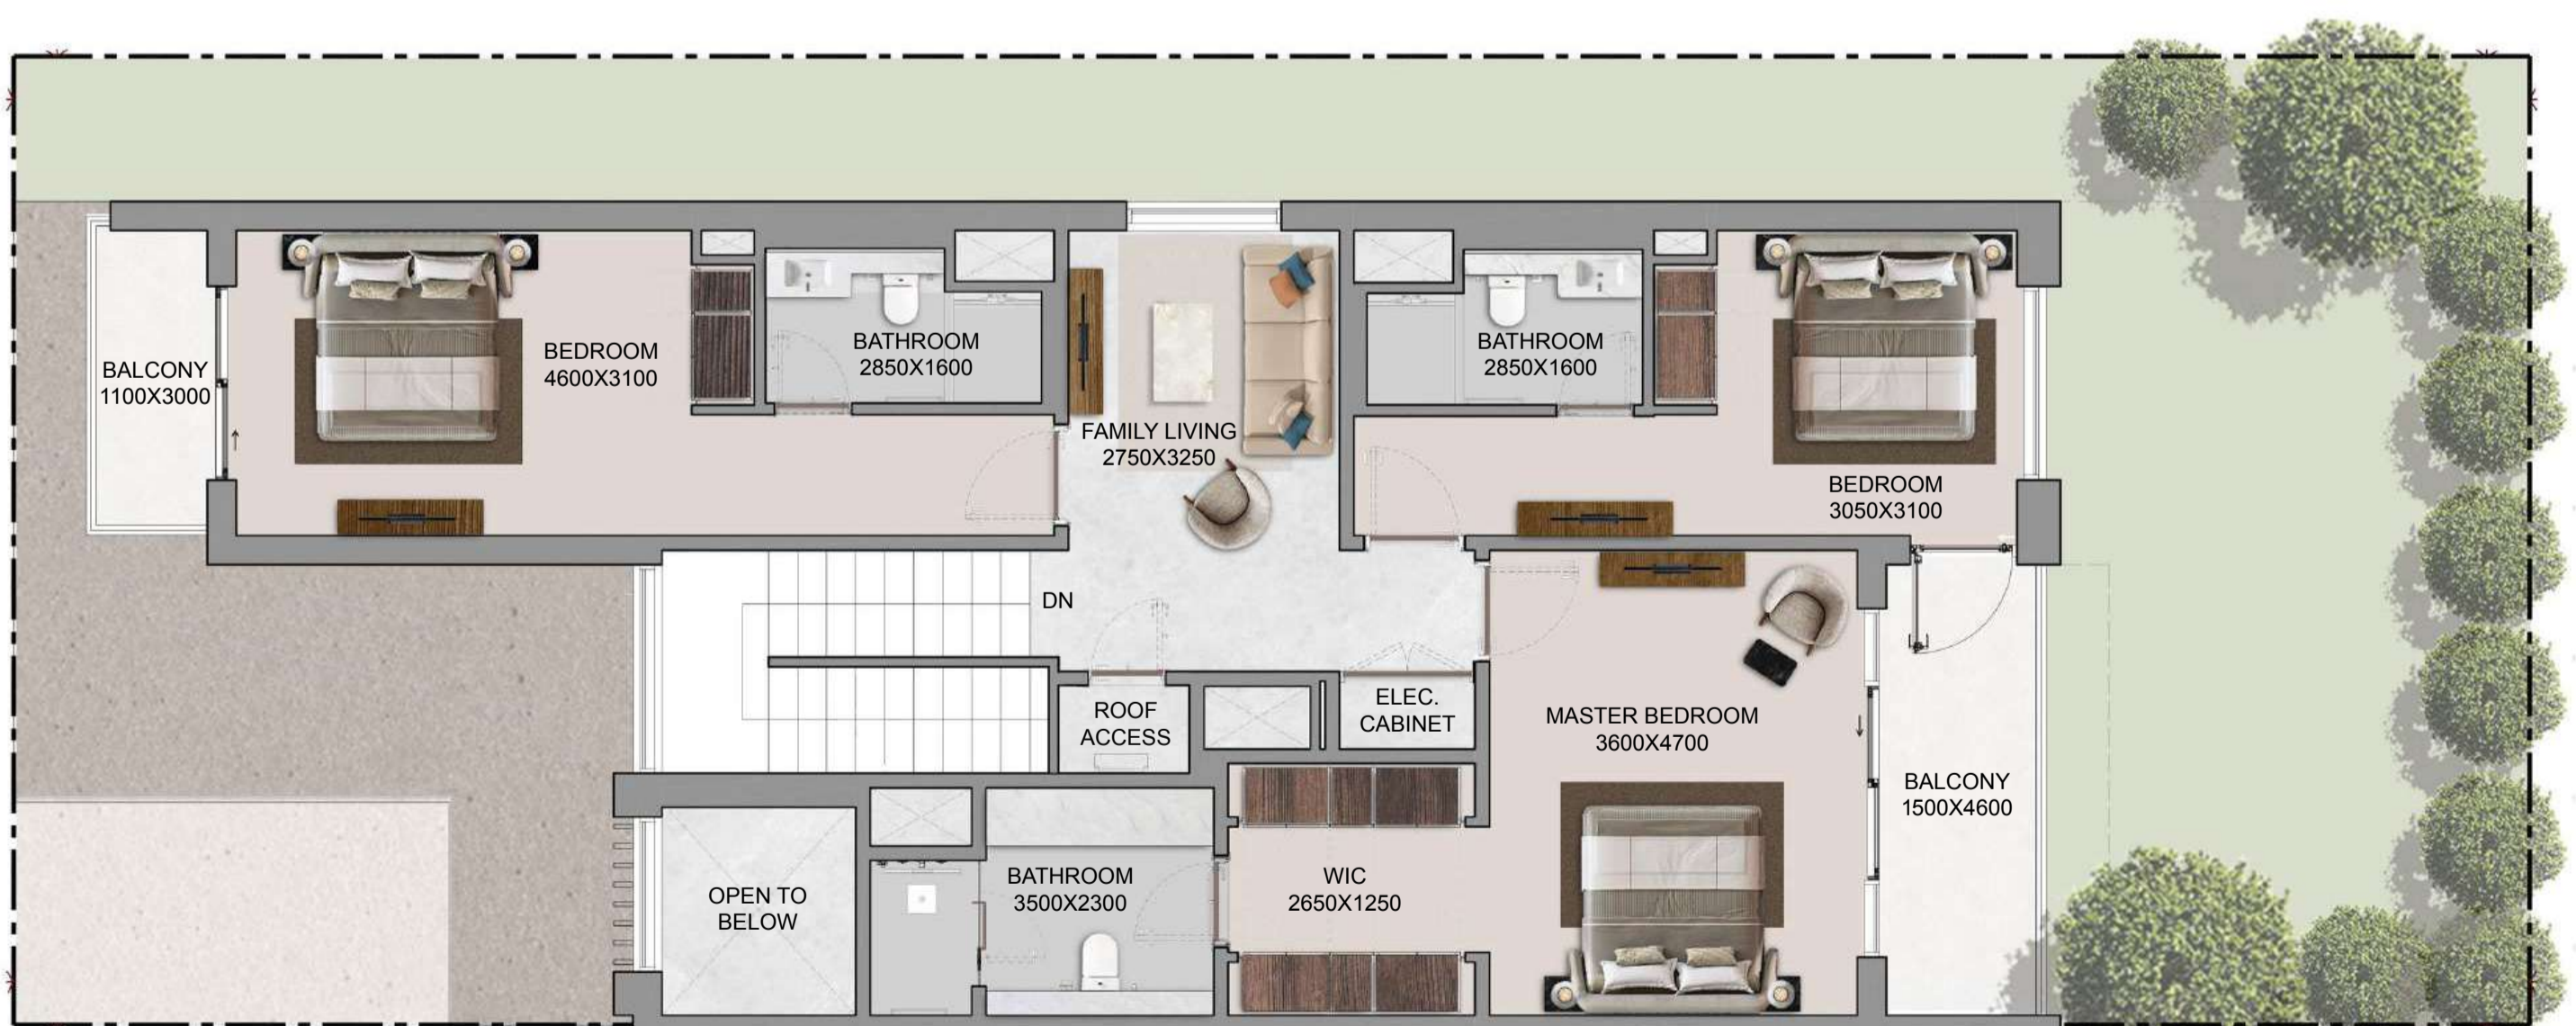 BALCONY
1100X3000
BEDROOM
4600X3100
BATHROOM
2850X1600
FAMILY LIVING
2750X3250
BATHROOM
2850X1600
BEDROOM
3050X3100
DN
ROOF
ACCESS
ELEC.
CABINET
MASTER BEDROOM
3600X4700
BALCONY
1500X4600
OPEN TO
BELOW
BATHROOM
3500X2300
WIC
2650X1250